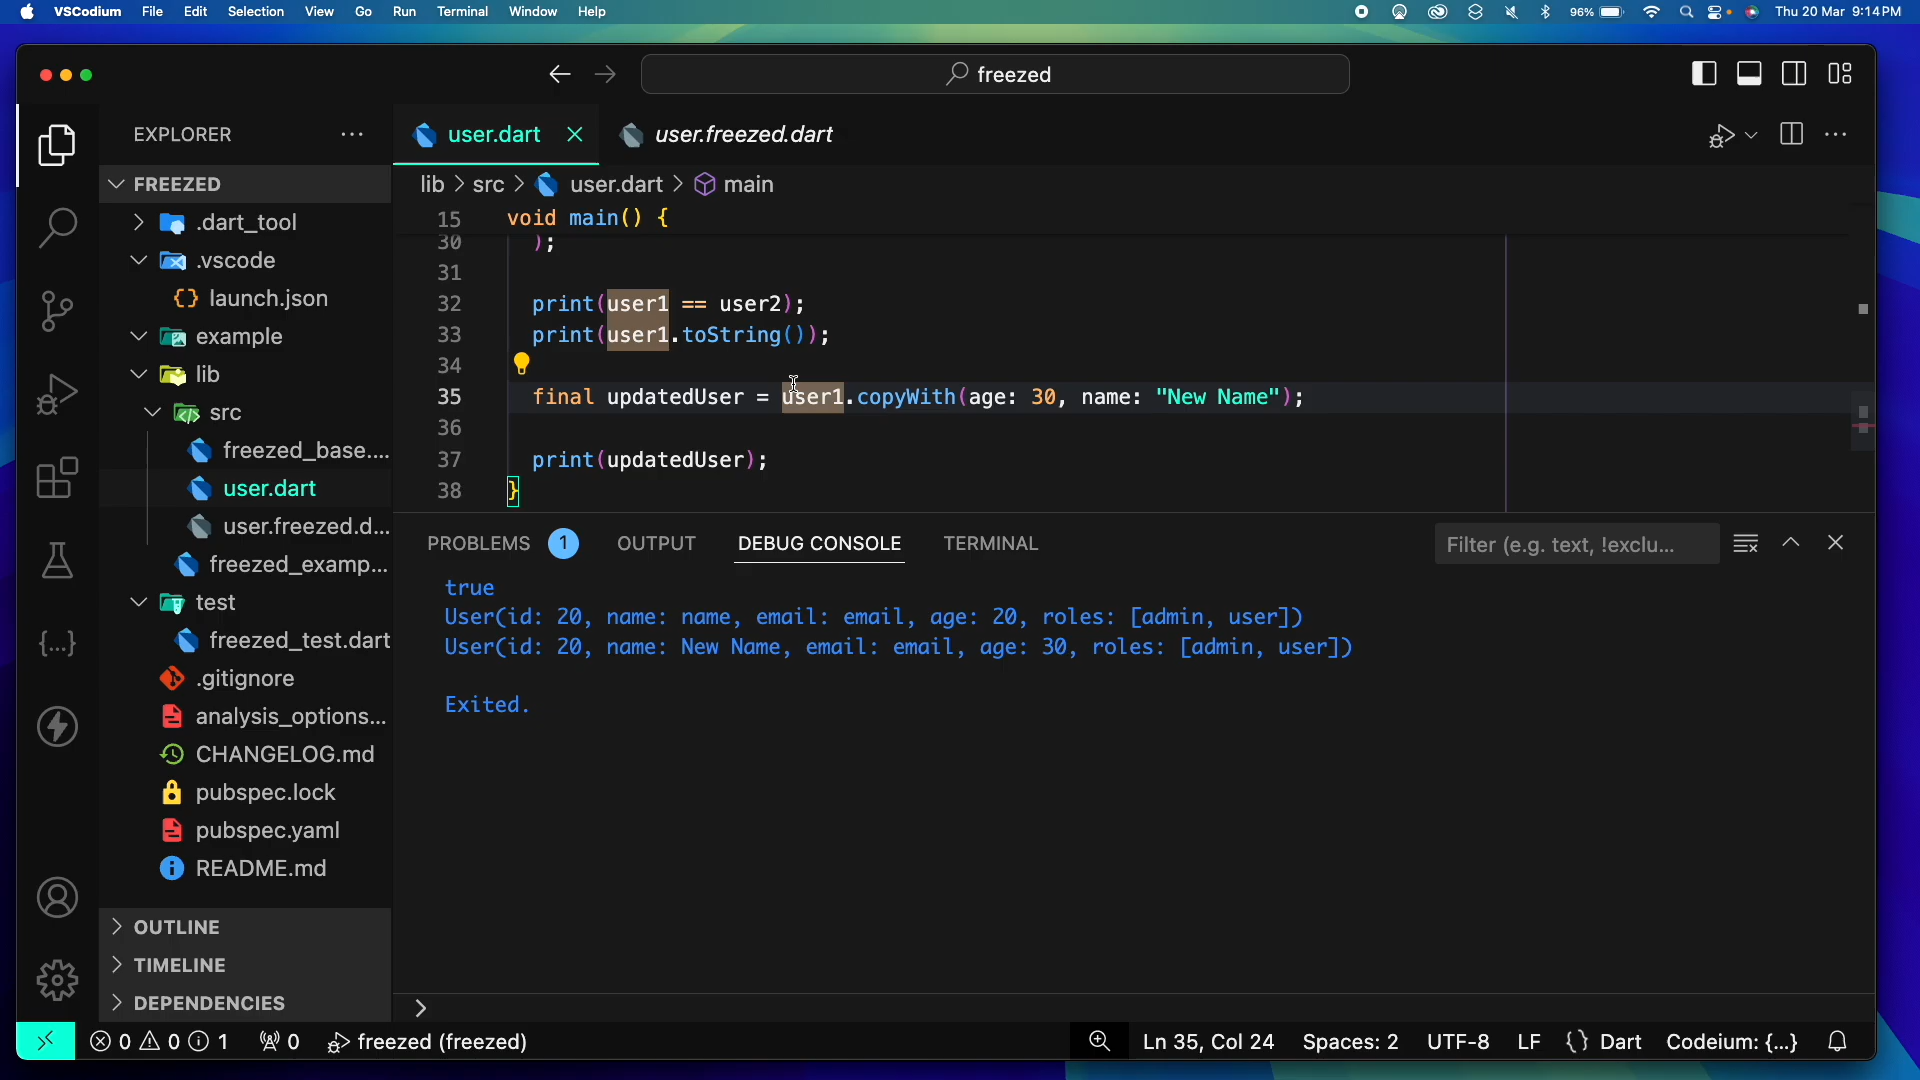 VSCodium File Edit Selection View Go Run Terminal Window Help 96% Thu 20 Mar 9:14 PM
freezed
EXPLORER
user.dart
user.freezed.dart
FREEZED
lib > src > user.dart > main
.dart_tool
.vscode
launch.json
example
lib
src
freezed_base....
user.dart
user.freezed.d...
freezed_examp...
test
freezed_test.dart
.gitignore
analysis_options...
CHANGELOG.md
pubspec.lock
pubspec.yaml
README.md
OUTLINE
TIMELINE
DEPENDENCIES
15 void main() {
30 );
31
32 print(user1 == user2);
33 print(user1.toString());
34
35 final updatedUser = user1.copyWith(age: 30, name: "New Name");
36
37 print(updatedUser);
38 }
PROBLEMS 1 OUTPUT DEBUG CONSOLE TERMINAL Filter (e.g. text, !exclu...
true
User(id: 20, name: name, email: email, age: 20, roles: [admin, user])
User(id: 20, name: New Name, email: email, age: 30, roles: [admin, user])
Exited.
0 0 1 0 freezed (freezed) Ln 35, Col 24 Spaces: 2 UTF-8 LF {} Dart Codeium: {...}